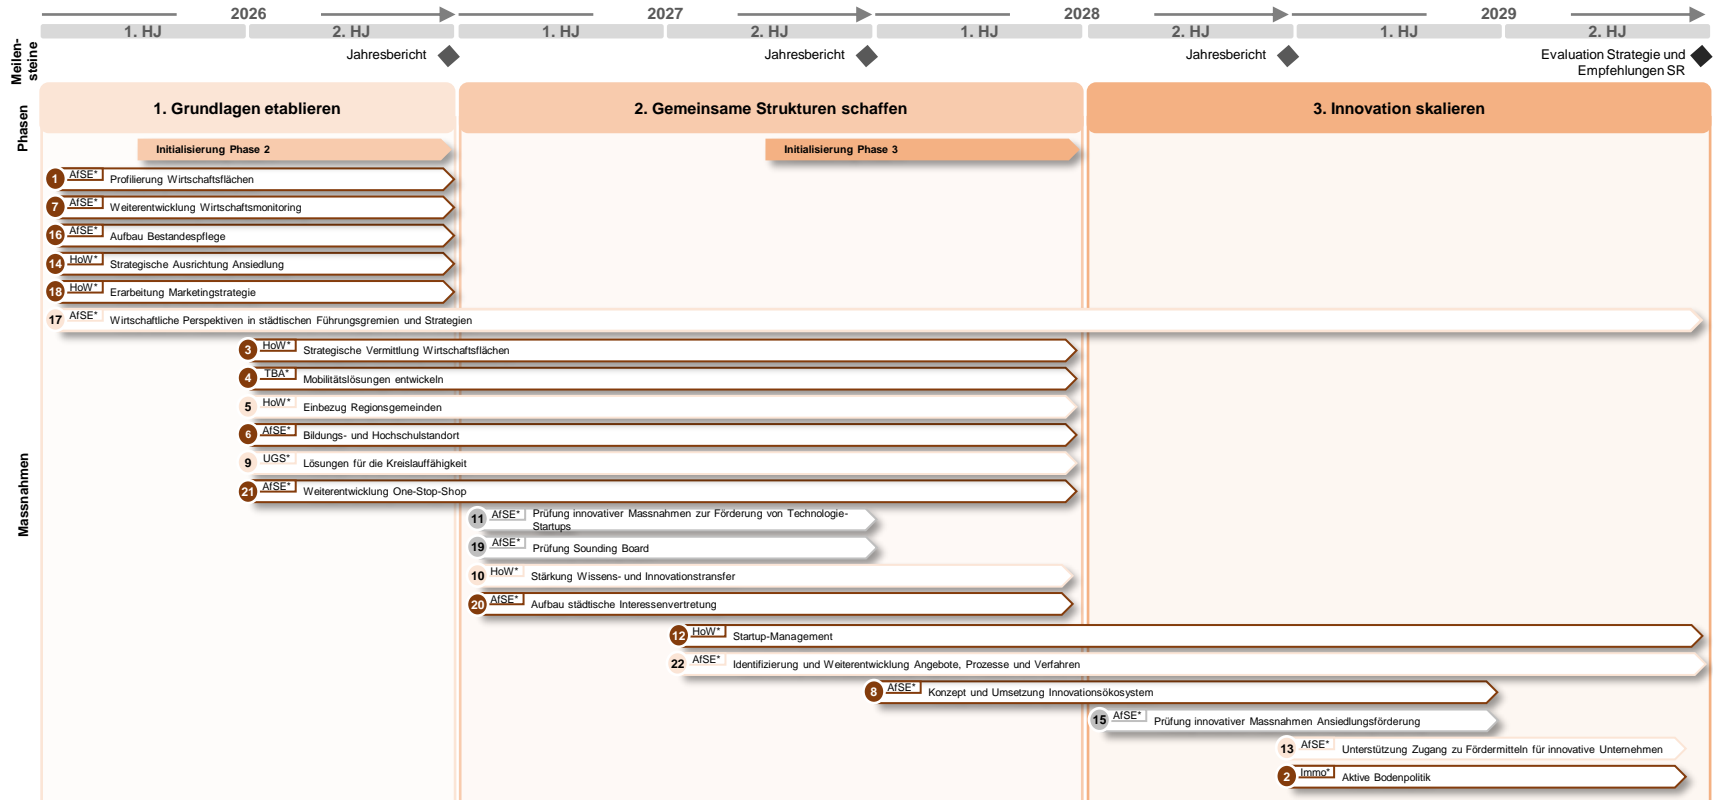 2026 2027 2028 2029
1. HJ 2. HJ 1. HJ 2. HJ 1. HJ 2. HJ 1. HJ 2. HJ
Meilen-
steine
Jahresbericht Jahresbericht Jahresbericht Evaluation Strategie und
Empfehlungen SR
Phasen
1. Grundlagen etablieren 2. Gemeinsame Strukturen schaffen 3. Innovation skalieren
Initialisierung Phase 2 Initialisierung Phase 3
Massnahmen
1 AfSE* Profilierung Wirtschaftsflächen
7 AfSE* Weiterentwicklung Wirtschaftsmonitoring
16 AfSE* Aufbau Bestandespflege
14 HoW* Strategische Ausrichtung Ansiedlung
18 HoW* Erarbeitung Marketingstrategie
17 AfSE* Wirtschaftliche Perspektiven in städtischen Führungsgremien und Strategien
3 HoW* Strategische Vermittlung Wirtschaftsflächen
4 TBA* Mobilitätslösungen entwickeln
5 HoW* Einbezug Regionsgemeinden
6 AfSE* Bildungs- und Hochschulstandort
9 UGS* Lösungen für die Kreislauffähigkeit
21 AfSE* Weiterentwicklung One-Stop-Shop
11 AfSE* Prüfung innovativer Massnahmen zur Förderung von Technologie-
Startups
19 AfSE* Prüfung Sounding Board
10 HoW* Stärkung Wissens- und Innovationstransfer
20 AfSE* Aufbau städtische Interessenvertretung
12 HoW* Startup-Management
22 AfSE* Identifizierung und Weiterentwicklung Angebote, Prozesse und Verfahren
8 AfSE* Konzept und Umsetzung Innovationsökosystem
15 AfSE* Prüfung innovativer Massnahmen Ansiedlungsförderung
13 AfSE* Unterstützung Zugang zu Fördermitteln für innovative Unternehmen
2 Immo* Aktive Bodenpolitik